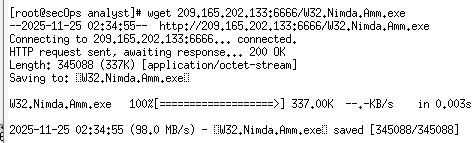 [root@secOps analyst]# wget 209.165.202.133:6666/W32.Nimda.Amm.exe
--2025-11-25 02:34:55-- http://209.165.202.133:6666/W32.Nimda.Amm.exe
Connecting to 209.165.202.133:6666... connected.
HTTP request sent, awaiting response... 200 OK
Length: 345088 (337K) [application/octet-stream]
Saving to: ░W32.Nimda.Amm.exe░
W32.Nimda.Amm.exe 100%[===================>] 337.00K --.-KB/s in 0.003s
2025-11-25 02:34:55 (98.0 MB/s) - ░W32.Nimda.Amm.exe░ saved [345088/345088]